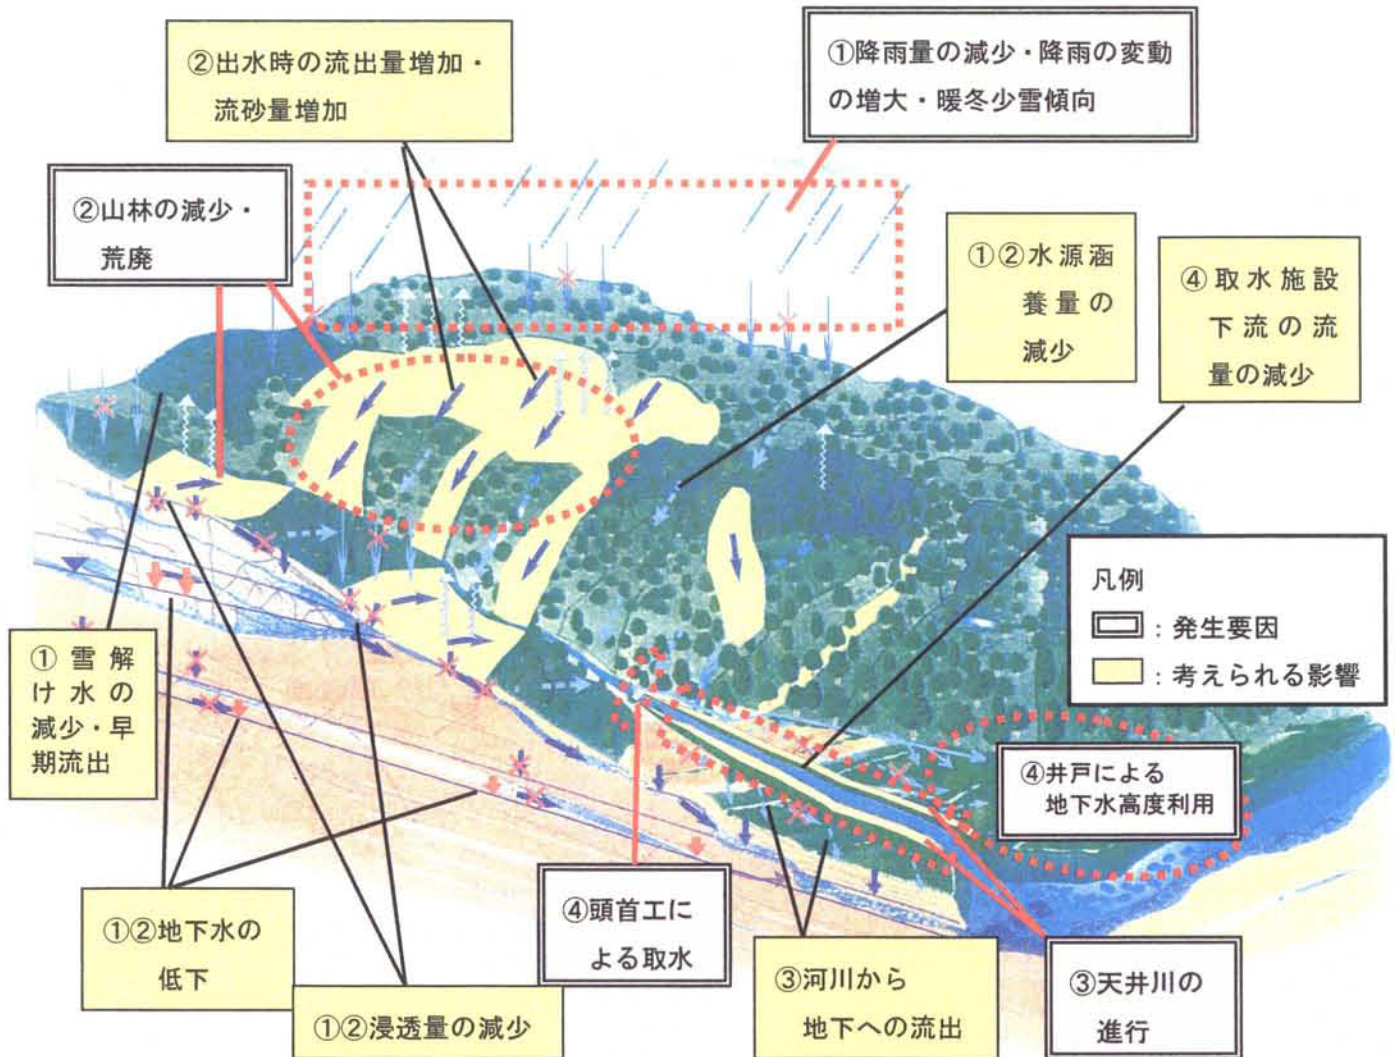 ②出水時の流出量増加・
流砂量増加
①降雨量の減少・降雨の変動
の増大・暖冬少雪傾向
②山林の減少・
荒廃
①②水源涵
養量の
減少
④取水施設
下流の流
量の減少
凡例
：発生要因
：考えられる影響
①雪解
け水の
減少・早
期流出
④井戸による
地下水高度利用
①②地下水の
低下
④頭首工に
よる取水
③河川から
地下への流出
③天井川の
進行
①②浸透量の減少